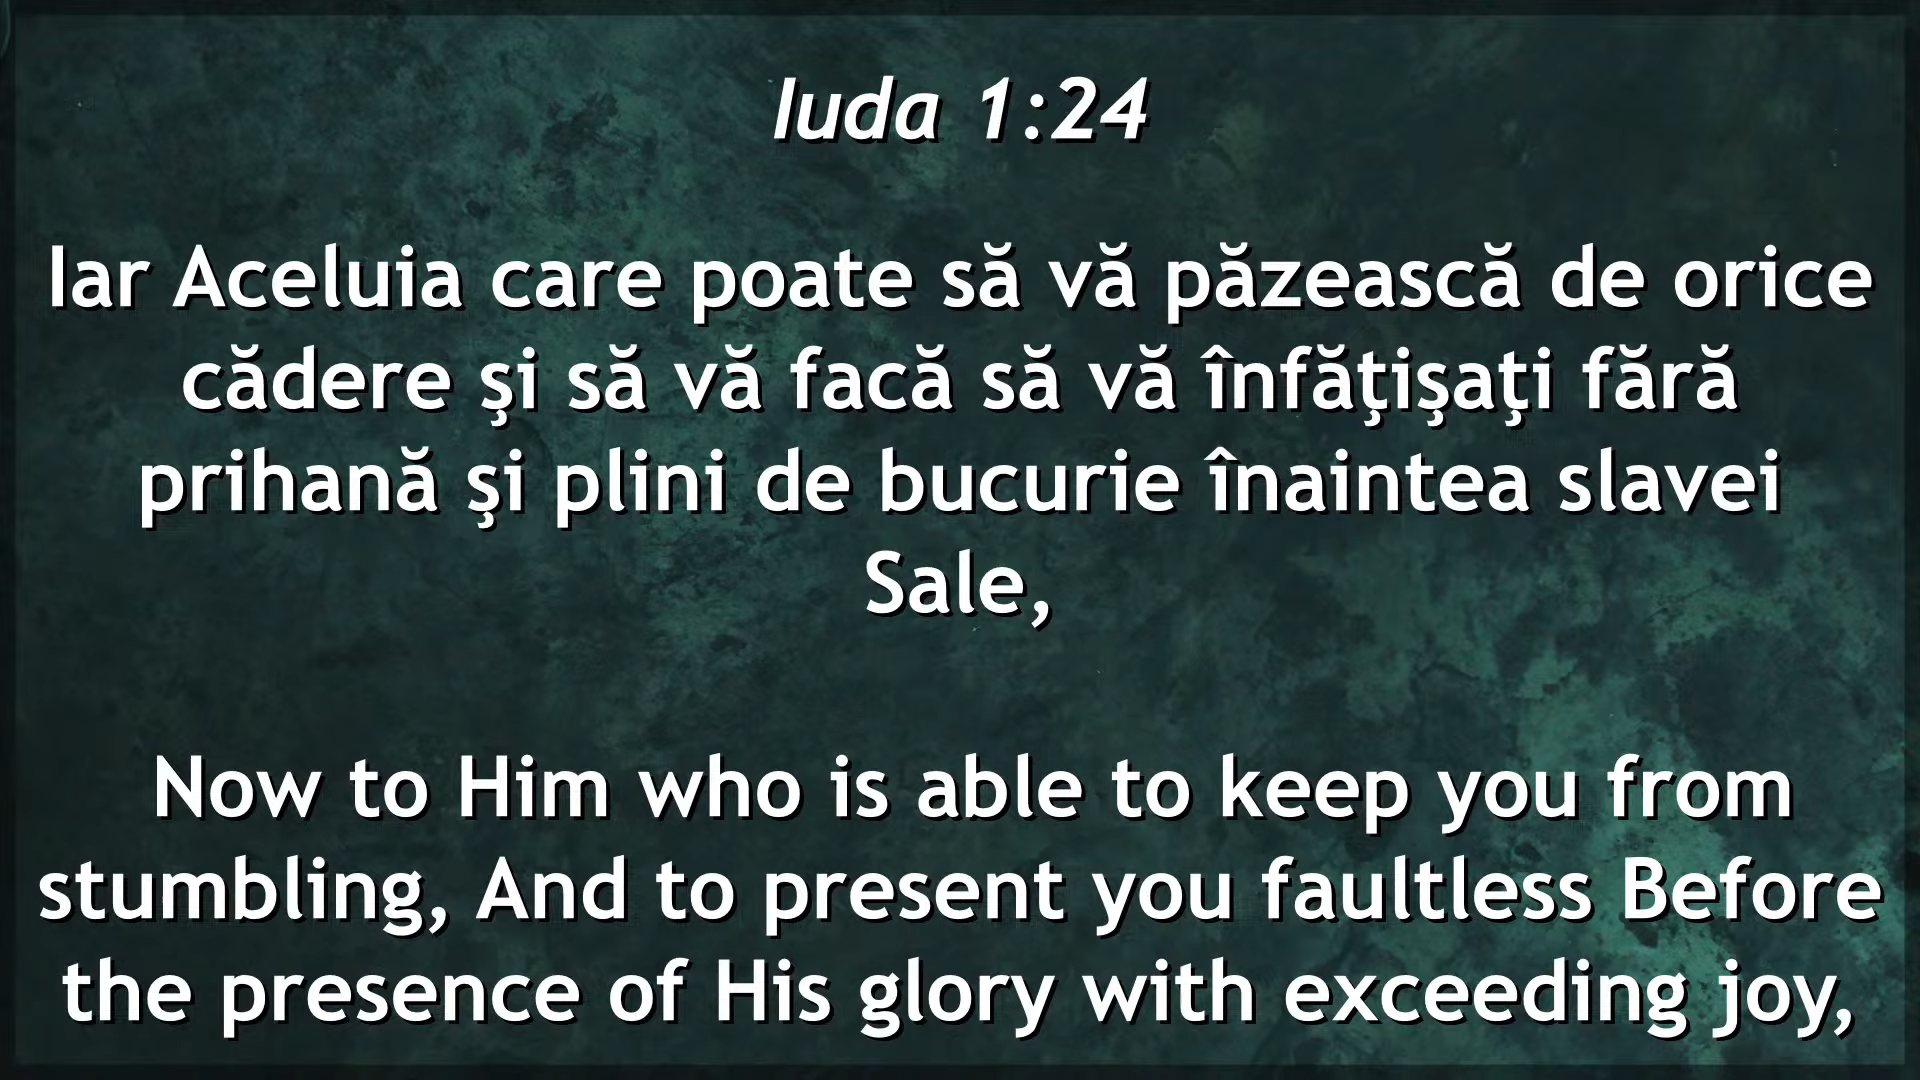 Iuda 1:24
Iar Aceluia care poate să vă păzească de orice
cădere şi să vă facă să vă înfăţişaţi fără
prihană şi plini de bucurie înaintea slavei
Sale,
Now to Him who is able to keep you from
stumbling, And to present you faultless Before
the presence of His glory with exceeding joy,